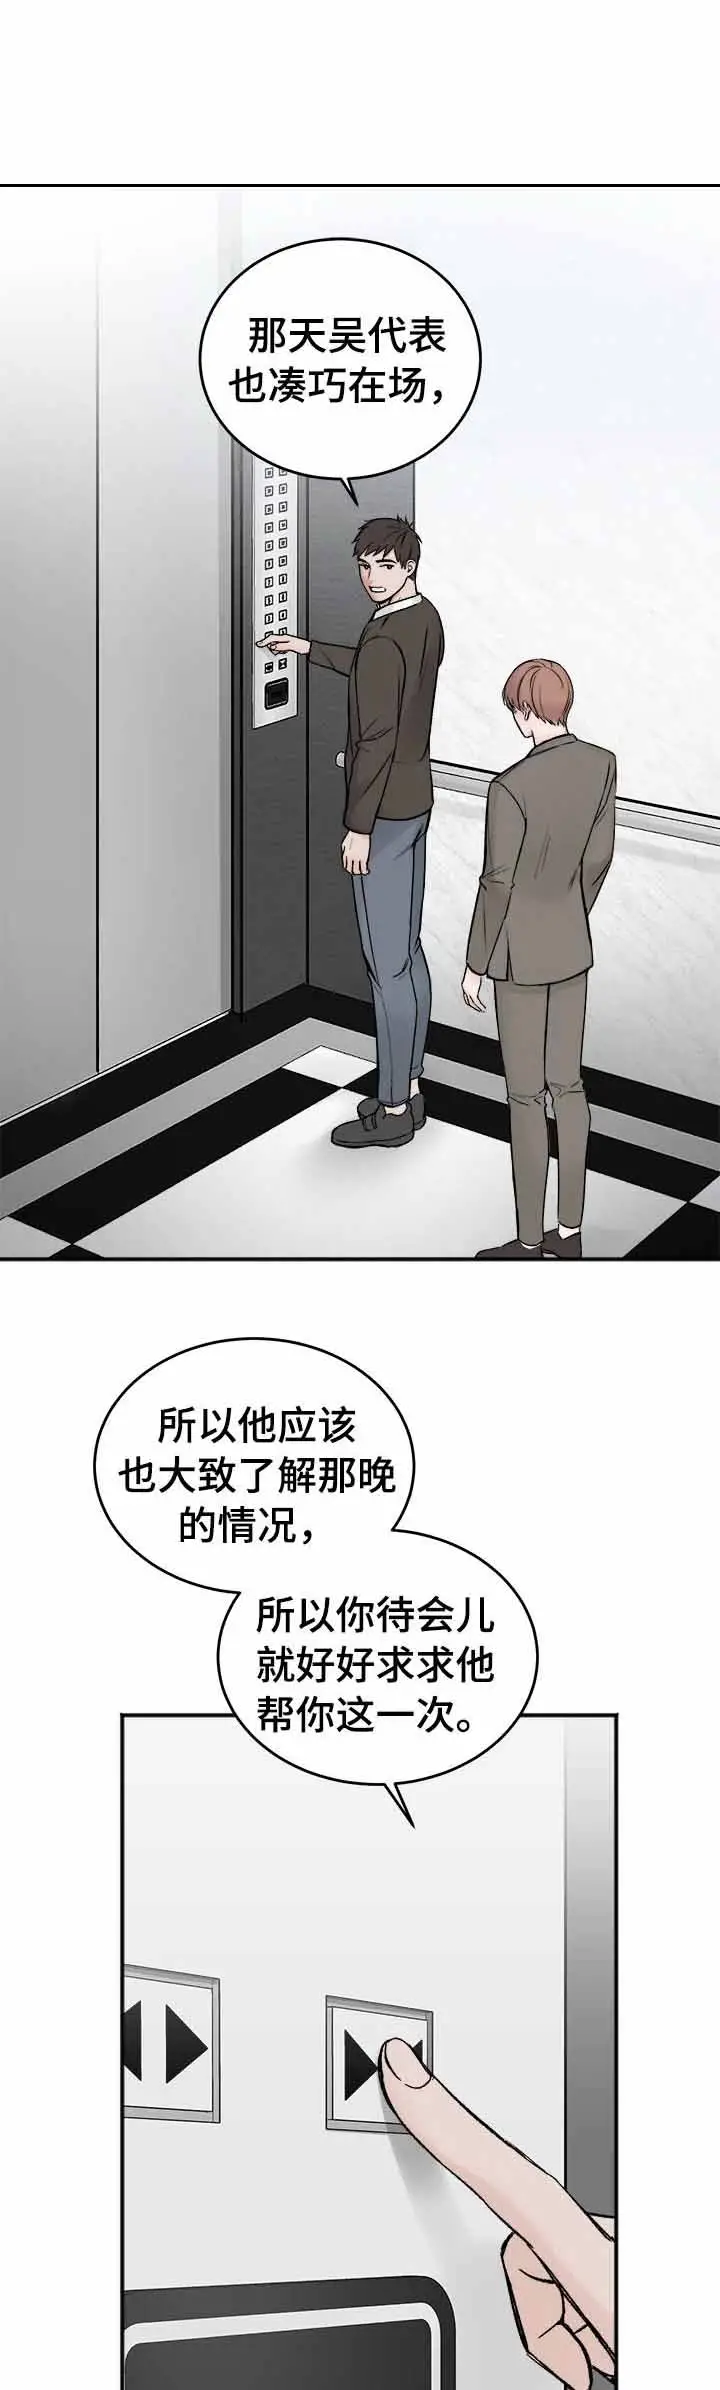 那天吴代表
也凑巧在场，
所以他应该
也大致了解那晚
的情况，
所以你待会儿
就好好求求他
帮你这一次。